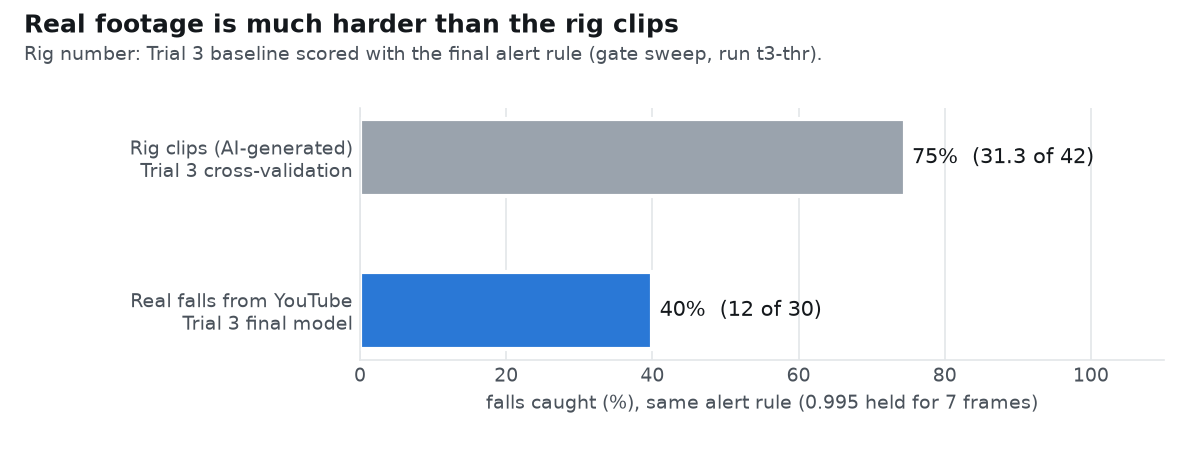 Real footage is much harder than the rig clips
Rig number: Trial 3 baseline scored with the final alert rule (gate sweep, run t3-thr).
Rig clips (AI-generated)
Trial 3 cross-validation
75% (31.3 of 42)
Real falls from YouTube
Trial 3 final model
40% (12 of 30)
0 20 40 60 80 100
falls caught (%), same alert rule (0.995 held for 7 frames)